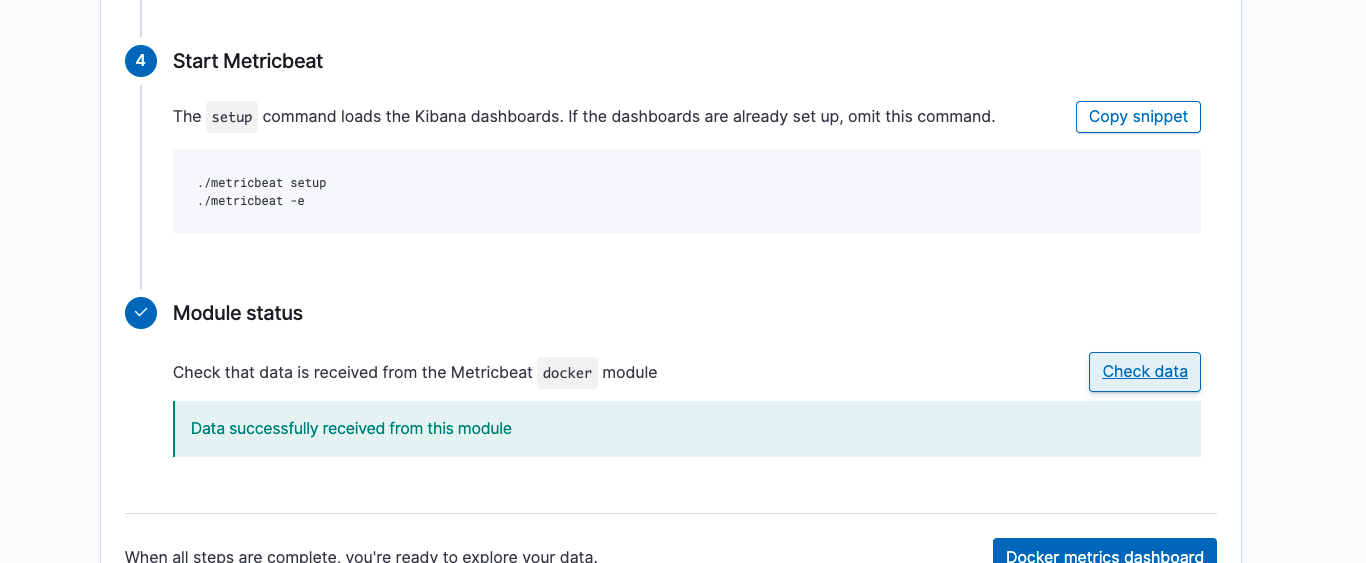 4 Start Metricbeat
The setup command loads the Kibana dashboards. If the dashboards are already set up, omit this command.
Copy snippet
./metricbeat setup
./metricbeat -e
Module status
Check that data is received from the Metricbeat docker module
Check data
Data successfully received from this module
When all steps are complete, you're ready to explore your data.
Docker metrics dashboard